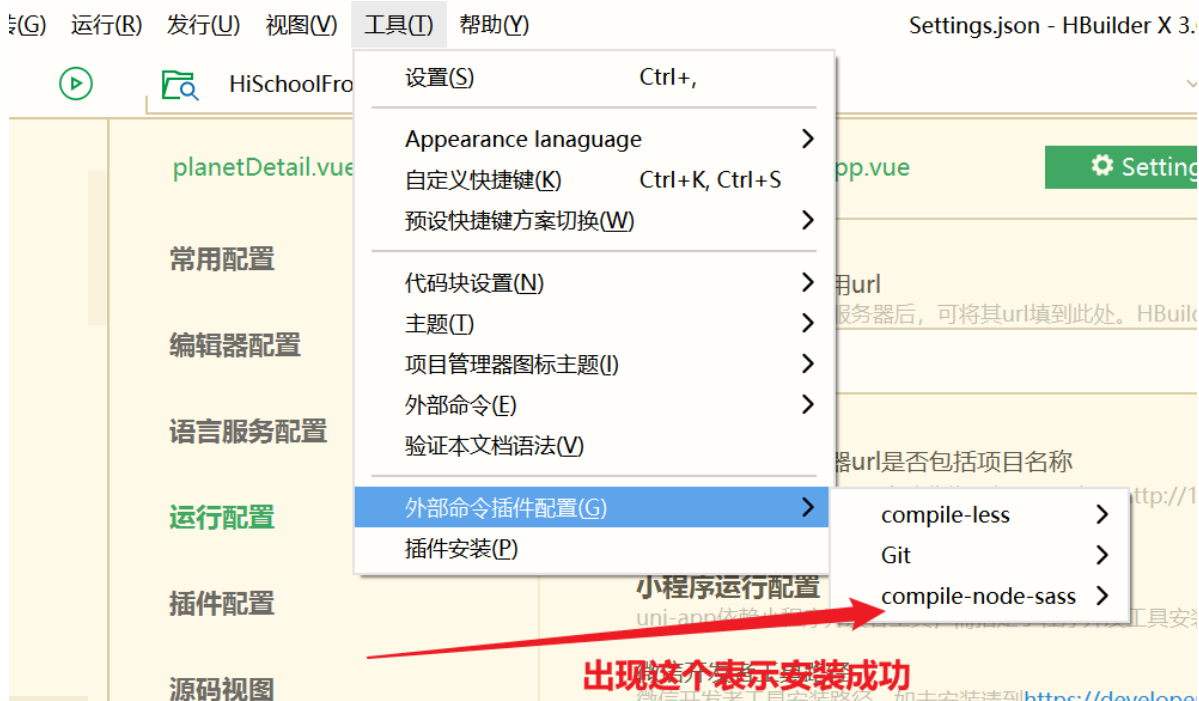 (G) 运行(R) 发行(U) 视图(V) 工具(T) 帮助(Y) Settings.json - HBuilder X 3.
HiSchoolFro
planetDetail.vue
pp.vue
Setting
常用配置
编辑器配置
语言服务配置
运行配置
插件配置
源码视图
设置(S) Ctrl+,
Appearance lanaguage
自定义快捷键(K) Ctrl+K, Ctrl+S
预设快捷键方案切换(W)
代码块设置(N)
主题(T)
项目管理器图标主题(I)
外部命令(E)
验证本文档语法(V)
外部命令插件配置(G)
插件安装(P)
compile-less
Git
compile-node-sass
用url
服务器后，可将其url填到此处。HBuild
器url是否包括项目名称
ttp://1
小程序运行配置
出现这个表示安装成功
https://develope